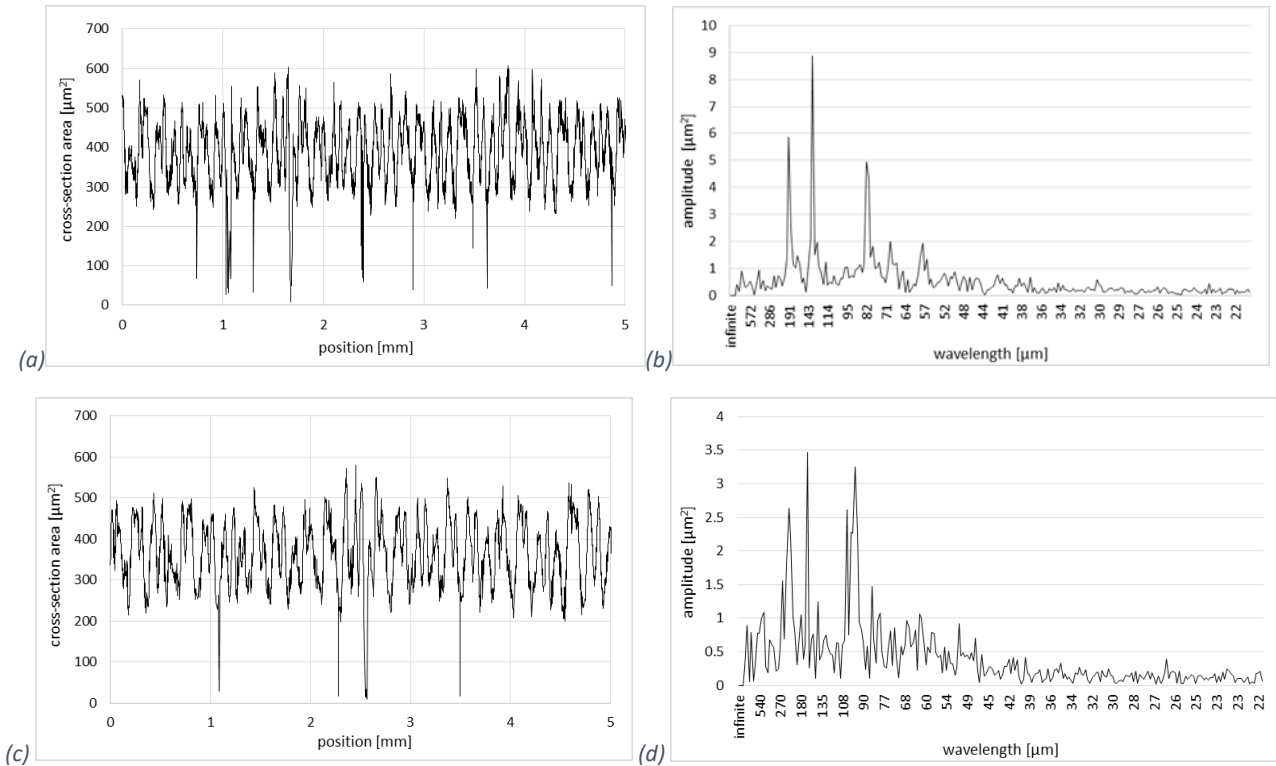 700
600
500
400
300
200
100
0
cross-section area [µm²]
0 1 2 3 4 5
position [mm]
(a)
10
9
8
7
6
5
4
3
2
1
0
amplitude [µm²]
infinite 572 286 191 143 114 95 82 71 64 57 52 48 44 41 38 36 34 32 30 29 27 26 25 24 23 22
wavelength [µm]
(b)
700
600
500
400
300
200
100
0
cross-section area [µm²]
0 1 2 3 4 5
position [mm]
(c)
4
3.5
3
2.5
2
1.5
1
0.5
0
amplitude [µm²]
infinite 540 270 180 135 108 90 77 68 60 54 49 45 42 39 36 34 32 30 28 27 26 25 23 22
wavelength [µm]
(d)